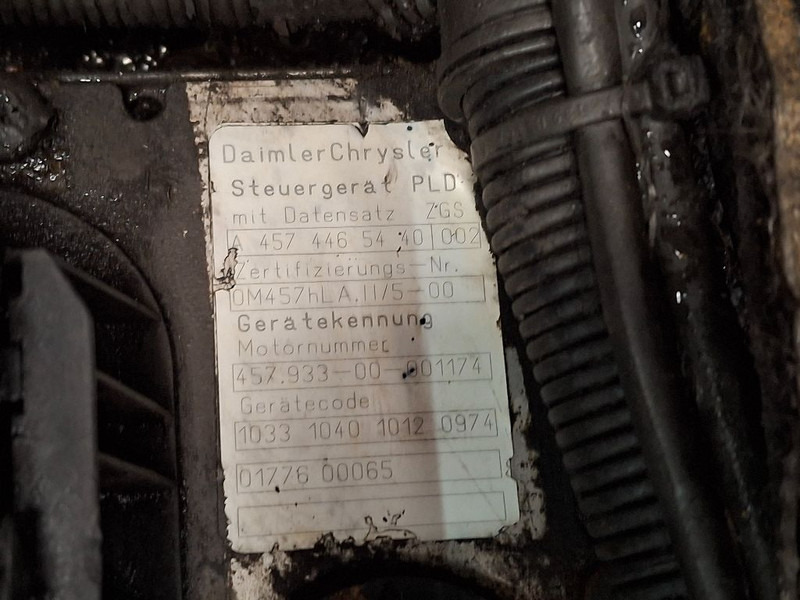 DaimlerChrysler
Steuergerät PLD
mit Datensatz ZGS
A 457 446 54 40 002
Zertifizierungs-Nr.
OM457hLA.II/5-00
Gerätekennung
Motornummer
457.933-00-001174
Gerätecode
1033 1040 1012 0974
01776 00065